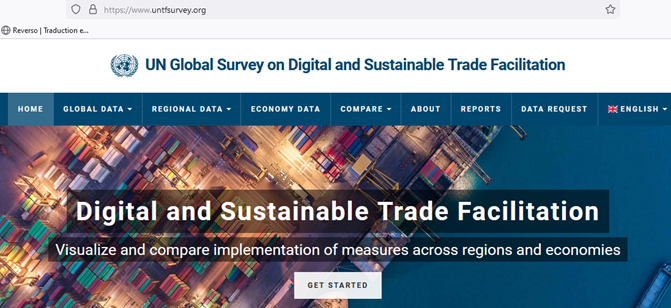 https://www.untfsurvey.org
Reverso | Traduction e...
UN Global Survey on Digital and Sustainable Trade Facilitation
HOME GLOBAL DATA REGIONAL DATA ECONOMY DATA COMPARE ABOUT REPORTS DATA REQUEST ENGLISH
Digital and Sustainable Trade Facilitation
Visualize and compare implementation of measures across regions and economies
GET STARTED